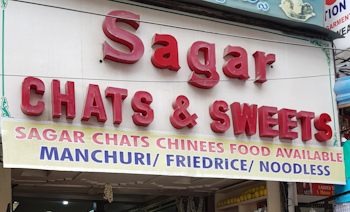 Sagar
CHATS & SWEETS
SAGAR CHATS CHINEES FOOD AVAILABLE
MANCHURI/ FRIEDRICE/ NOODLESS